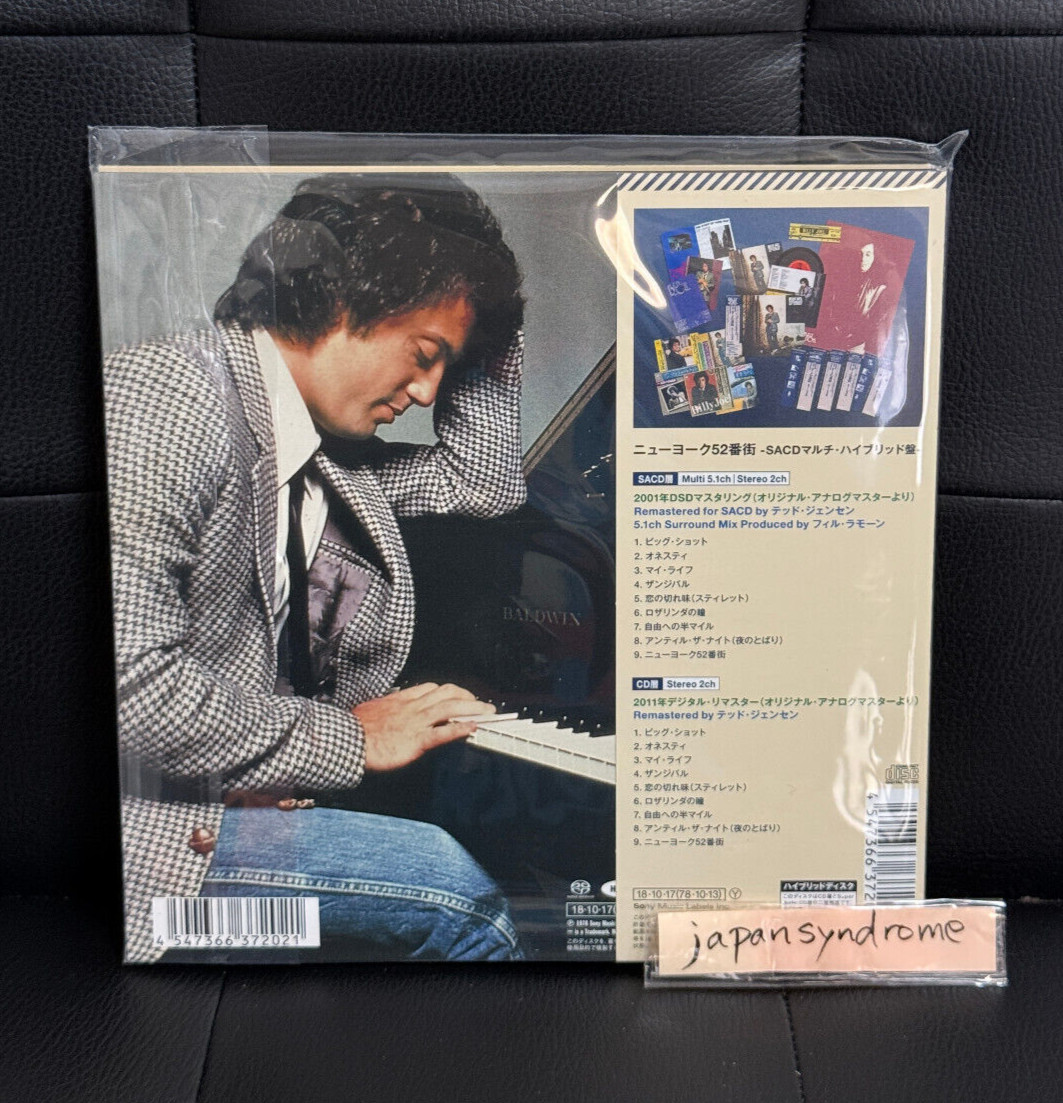 BALDWIN
4 547366 372021
18·10·17(
Billy Joel
ニューヨーク52番街 -SACDマルチ・ハイブリッド盤-
SACD層 Multi 5.1ch | Stereo 2ch
2001年DSDマスタリング(オリジナル・アナログマスターより)
Remastered for SACD by テッド・ジェンセン
5.1ch Surround Mix Produced by フィル・ラモーン
1. ビッグ・ショット
2. オネスティ
3. マイ・ライフ
4. ザンジバル
5. 恋の切れ味(スティレット)
6. ロザリンダの瞳
7. 自由への半マイル
8. アンティル・ザ・ナイト(夜のとばり)
9. ニューヨーク52番街
CD層 Stereo 2ch
2011年デジタル・リマスター(オリジナル・アナログマスターより)
Remastered by テッド・ジェンセン
1. ビッグ・ショット
2. オネスティ
3. マイ・ライフ
4. ザンジバル
5. 恋の切れ味(スティレット)
6. ロザリンダの瞳
7. 自由への半マイル
8. アンティル・ザ・ナイト(夜のとばり)
9. ニューヨーク52番街
disc
4 547366 372
18·10·17(78·10·13) Y
ハイブリッドディスク
Sony Music Labels Inc.
japansyndrome